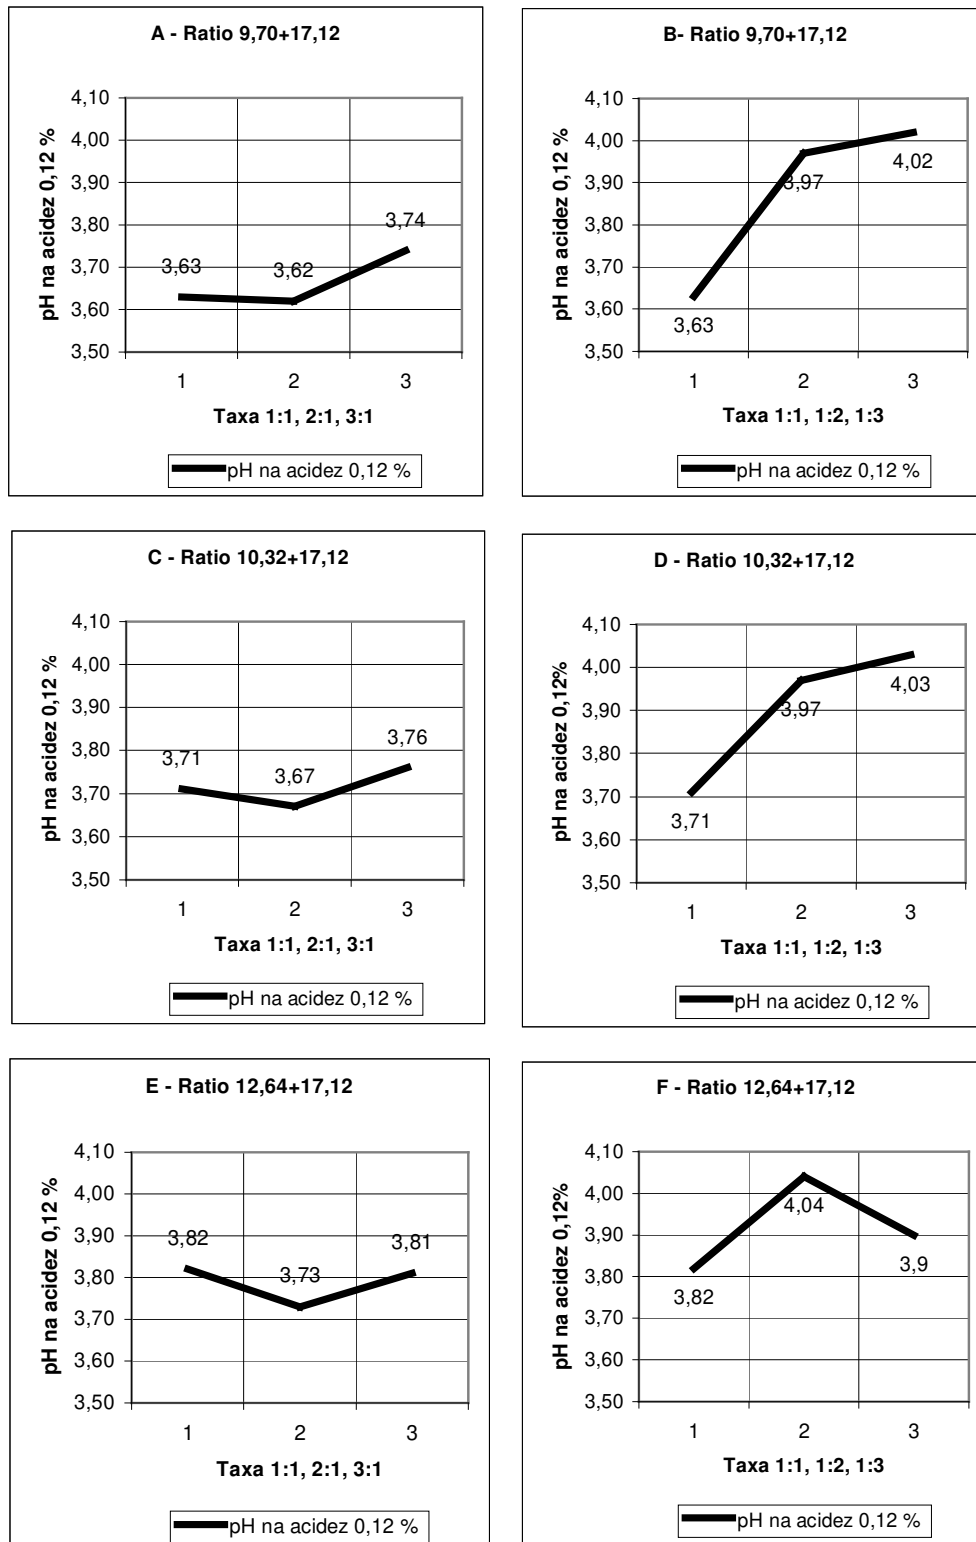 A - Ratio 9,70+17,12
4,10
4,00
3,90
3,80
3,70
3,60
3,50
pH na acidez 0,12 %
3,63
3,62
3,74
1 2 3
Taxa 1:1, 2:1, 3:1
pH na acidez 0,12 %
B- Ratio 9,70+17,12
4,10
4,00
3,90
3,80
3,70
3,60
3,50
pH na acidez 0,12 %
3,63
3,97
4,02
1 2 3
Taxa 1:1, 1:2, 1:3
pH na acidez 0,12 %
C - Ratio 10,32+17,12
4,10
4,00
3,90
3,80
3,70
3,60
3,50
pH na acidez 0,12 %
3,71
3,67
3,76
1 2 3
Taxa 1:1, 2:1, 3:1
pH na acidez 0,12 %
D - Ratio 10,32+17,12
4,10
4,00
3,90
3,80
3,70
3,60
3,50
pH na acidez 0,12%
3,71
3,97
4,03
1 2 3
Taxa 1:1, 1:2, 1:3
pH na acidez 0,12 %
E - Ratio 12,64+17,12
4,10
4,00
3,90
3,80
3,70
3,60
3,50
pH na acidez 0,12 %
3,82
3,73
3,81
1 2 3
Taxa 1:1, 2:1, 3:1
pH na acidez 0,12 %
F - Ratio 12,64+17,12
4,10
4,00
3,90
3,80
3,70
3,60
3,50
pH na acidez 0,12%
3,82
4,04
3,9
1 2 3
Taxa 1:1, 1:2, 1:3
pH na acidez 0,12 %